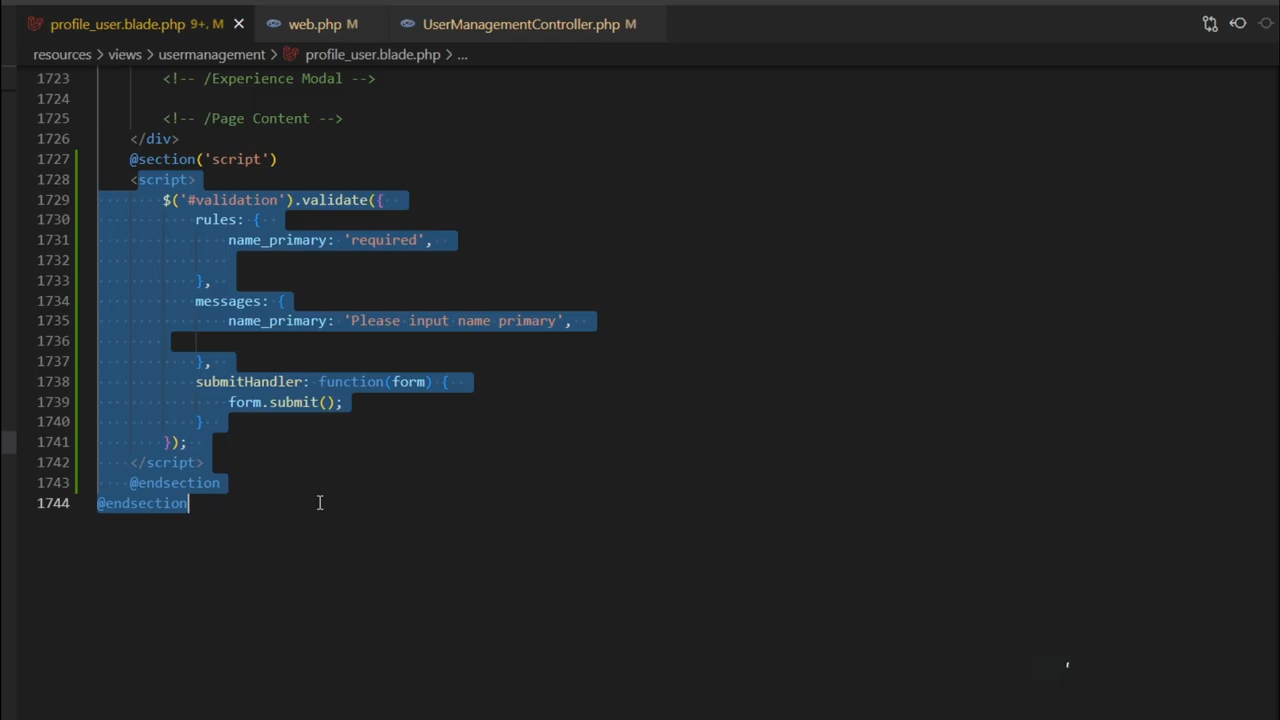 profile_user.blade.php 9+, M web.php M UserManagementController.php M
resources > views > usermanagement > profile_user.blade.php > ...
1723 <!-- /Experience Modal -->
1724
1725 <!-- /Page Content -->
1726 </div>
1727 @section('script')
1728 <script>
1729 $('#validation').validate({
1730 rules: {
1731 name_primary: 'required',
1732
1733 },
1734 messages: {
1735 name_primary: 'Please input name primary',
1736
1737 },
1738 submitHandler: function(form) {
1739 form.submit();
1740 }
1741 });
1742 </script>
1743 @endsection
1744 @endsection